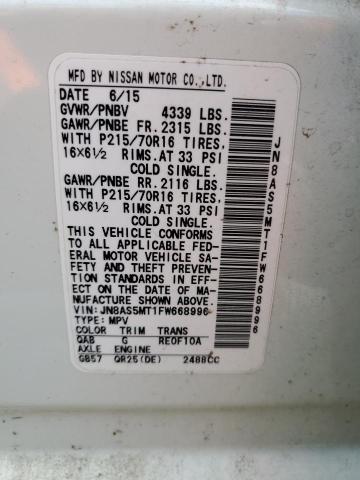 MFD BY NISSAN MOTOR CO.,LTD.
DATE 6/15
GVWR/PNBV 4339 LBS.
GAWR/PNBE FR. 2315 LBS.
WITH P215/70R16 TIRES,
16X6½ RIMS.AT 33 PSI
COLD SINGLE.
GAWR/PNBE RR. 2116 LBS.
WITH P215/70R16 TIRES,
16X6½ RIMS.AT 33 PSI
COLD SINGLE.
THIS VEHICLE CONFORMS
TO ALL APPLICABLE FED-
ERAL MOTOR VEHICLE SA-
FETY AND THEFT PREVEN-
TION STANDARDS IN EFF-
ECT ON THE DATE OF MA-
NUFACTURE SHOWN ABOVE.
VIN:JN8AS5MT1FW668996
TYPE: MPV
COLOR TRIM TRANS
QAB G RE0F10A
AXLE ENGINE
GB57 QR25(DE) 2488CC
JN8AS5MT1FW668996